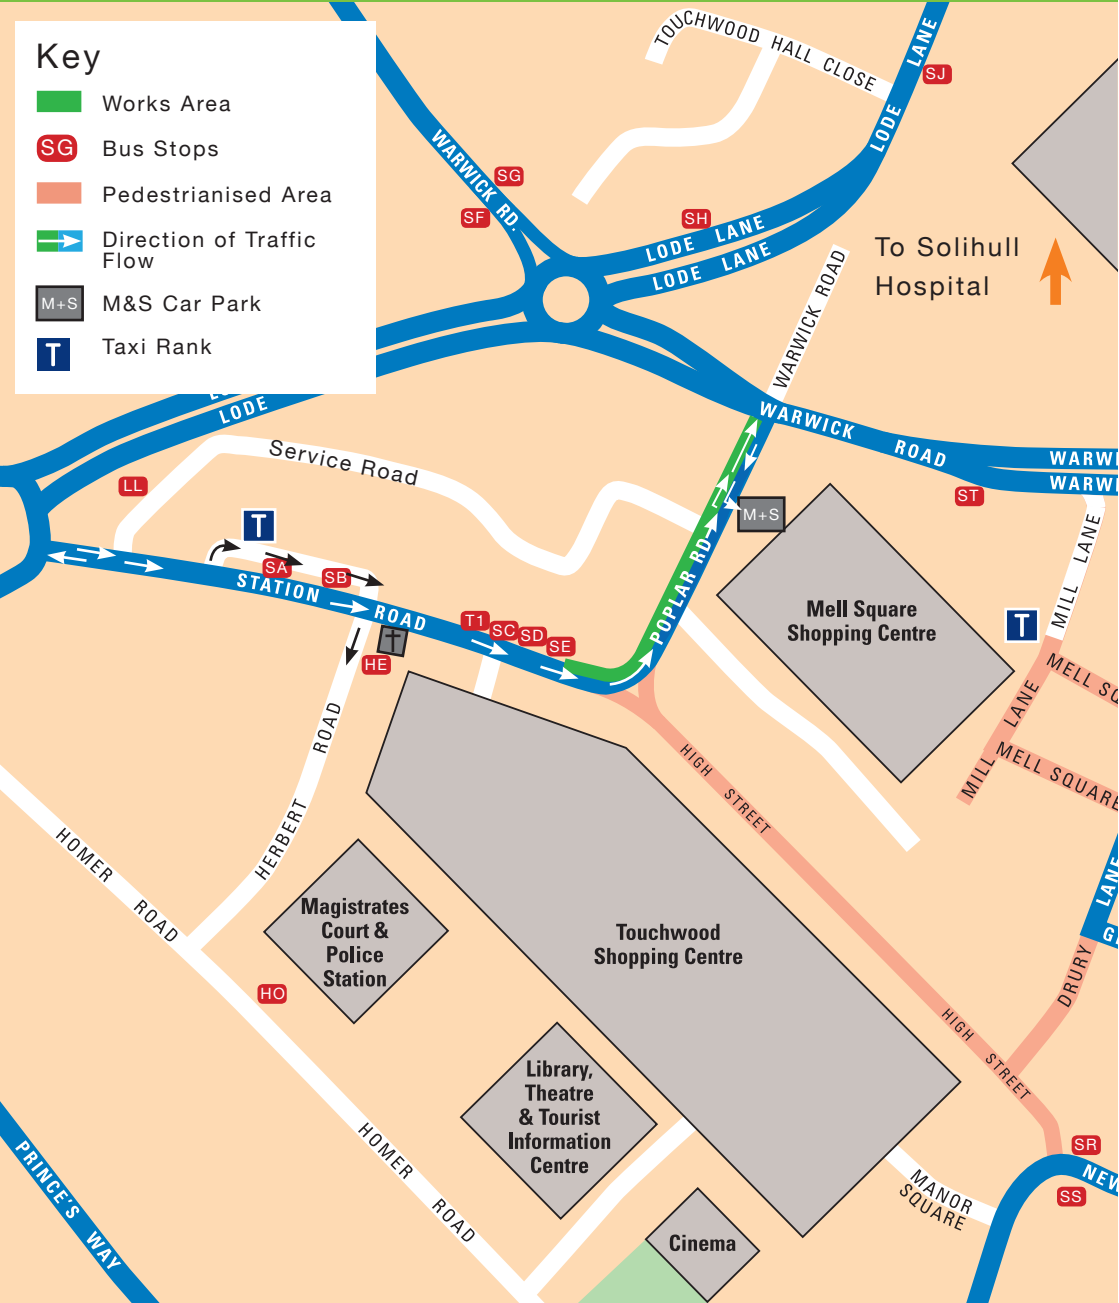 Key
Works Area
SG
Bus Stops
Pedestrianised Area
Direction of Traffic
Flow
M+S
M&S Car Park
T
Taxi Rank
TOUCHWOOD HALL CLOSE
LODE LANE
SJ
WARWICK RD.
SG
SF
SH
LODE LANE
LODE LANE
To Solihull
Hospital
WARWICK ROAD
LODE
WARWICK ROAD
WARWI
WARWI
ST
Service Road
LL
T
SA
SB
STATION ROAD
HE
T1
SC
SD
SE
POPLAR RD
M+S
Mell Square
Shopping Centre
T
MILL LANE
MELL SQ
MILL LANE
MELL SQUARE
HERBERT ROAD
HIGH STREET
HOMER ROAD
Magistrates
Court &
Police
Station
HO
Touchwood
Shopping Centre
LANE
G
DRURY
HIGH STREET
Library,
Theatre
& Tourist
Information
Centre
HOMER ROAD
PRINCE'S WAY
Cinema
MANOR
SQUARE
SR
SS
NEW